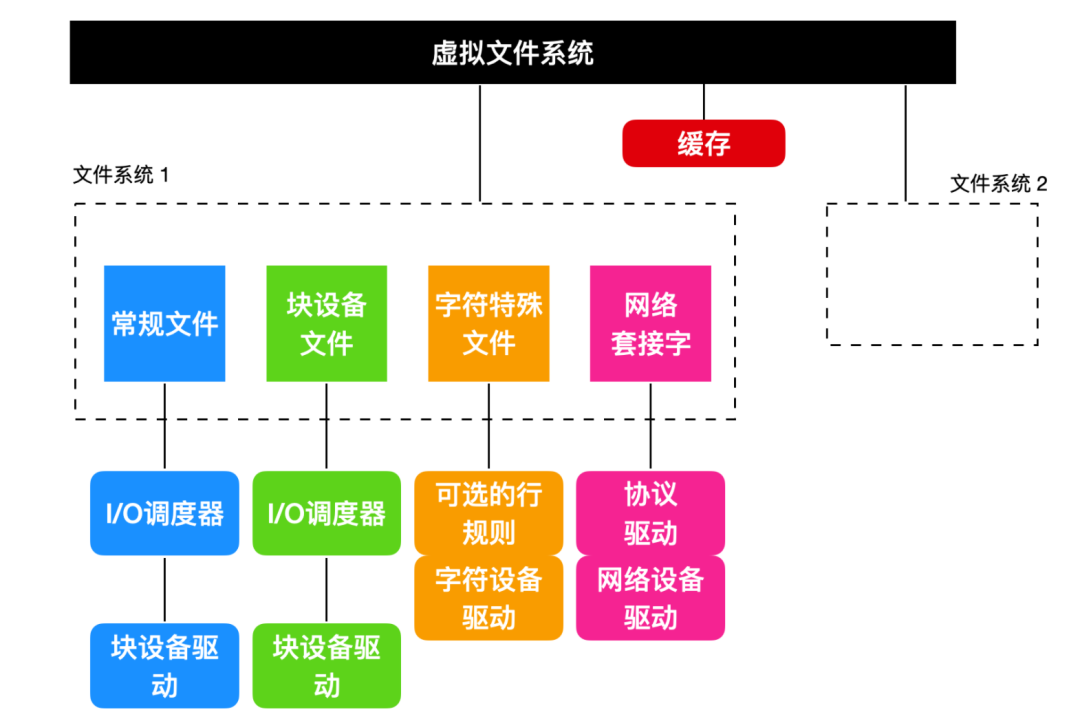 虚拟文件系统
缓存
文件系统 1
文件系统 2
常规文件
块设备
文件
字符特殊
文件
网络
套接字
I/O调度器
I/O调度器
可选的行
规则
协议
驱动
字符设备
驱动
网络设备
驱动
块设备驱
动
块设备驱
动